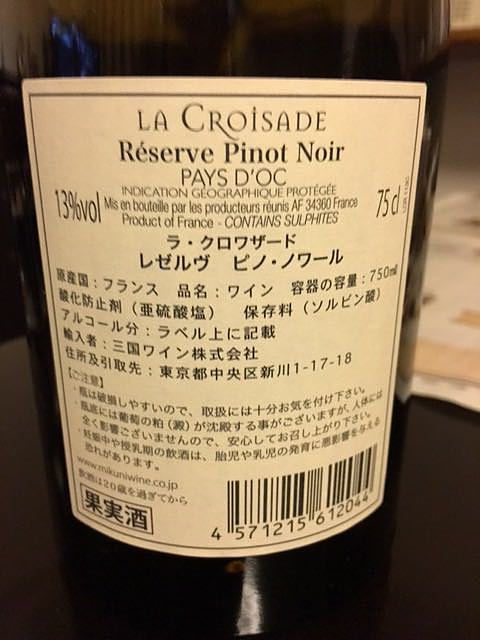 LA CROISADE
Réserve Pinot Noir
PAYS D'OC
INDICATION GÉOGRAPHIQUE PROTÉGÉE
13%vol Mis en bouteille par les producteurs réunis AF 34360 France 75cl
Product of France - CONTAINS SULPHITES
ラ・クロワザード
レゼルヴ ピノ・ノワール
原産国：フランス 品名：ワイン 容器の容量：750ml
酸化防止剤（亜硫酸塩） 保存料（ソルビン酸）
アルコール分：ラベル上に記載
輸入者：三国ワイン株式会社
住所及引取先：東京都中央区新川1-17-18
【ご注意】
・瓶は破損しやすいので、取扱には十分お気を付け下さい。
・瓶底には葡萄の粕（澱）が沈殿する事がございますが、人体には
全く影響ございませんので、安心してお召し上がり下さい。
・妊娠中や授乳期の飲酒は、胎児や乳児の発育に悪影響を与える
恐れがあります。
www.mikuniwine.co.jp
飲酒は20歳を過ぎてから
果実酒
4 571215 612044